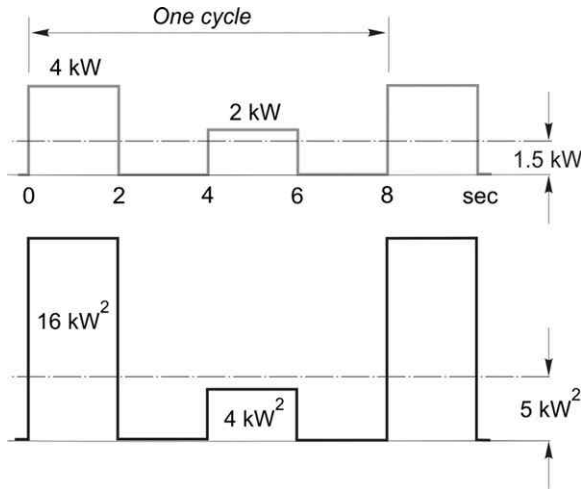 One cycle
4 kW
2 kW
1.5 kW
0 2 4 6 8 sec
16 kW²
4 kW²
5 kW²